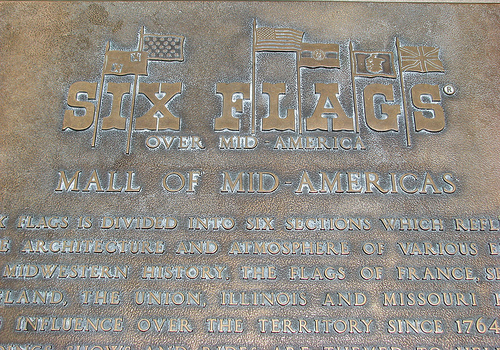 SIX FLAGS®
OVER MID-AMERICA
MALL OF MID-AMERICAS
FLAGS IS DIVIDED INTO SIX SECTIONS WHICH
ARCHITECTURE AND ATMOSPHERE OF VARIOUS
MIDWESTERN HISTORY. THE FLAGS OF FRANCE,
THE UNION, ILLINOIS AND MISSOURI
INFLUENCE OVER THE TERRITORY SINCE 1764